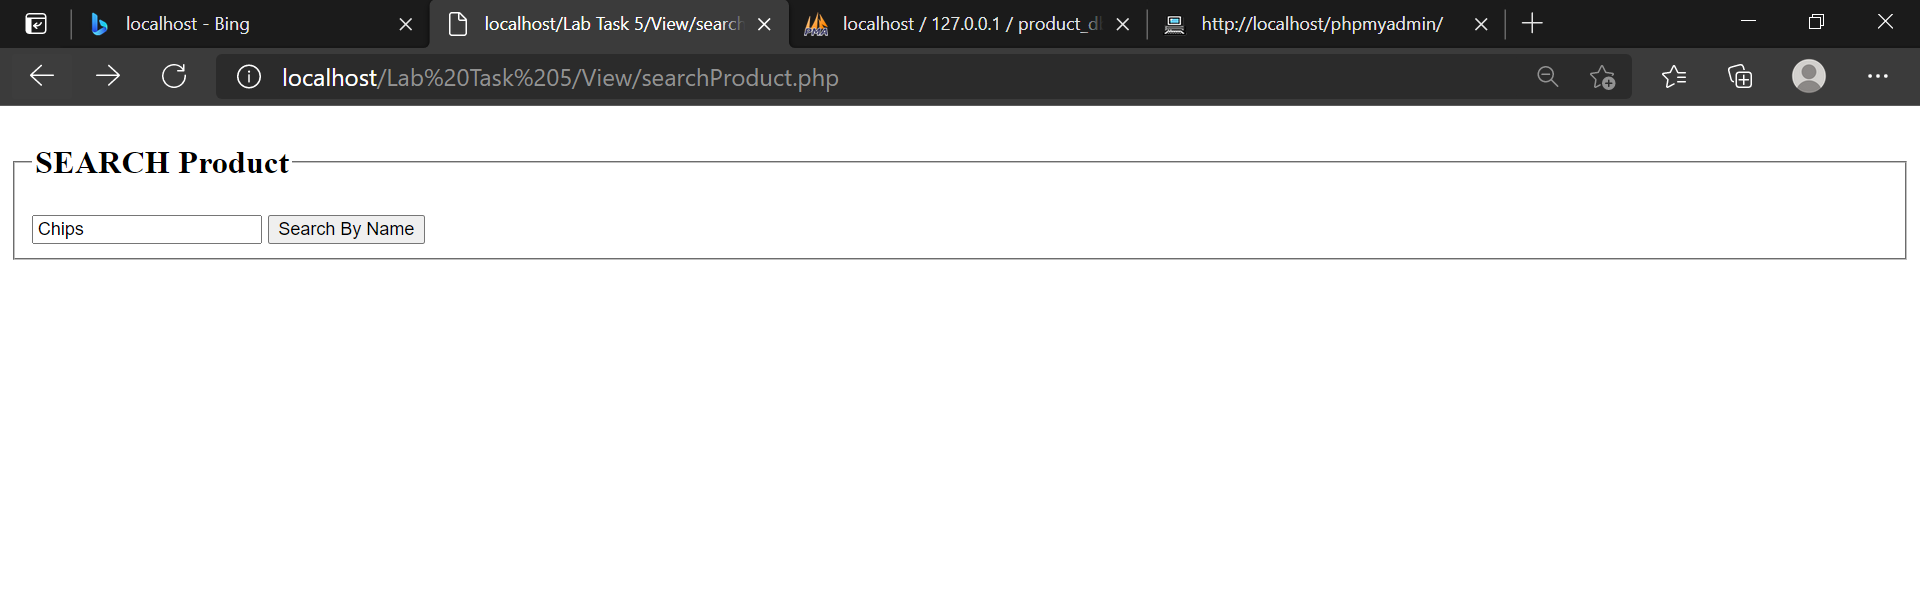 localhost - Bing
localhost/Lab Task 5/View/search
localhost / 127.0.0.1 / product_d
http://localhost/phpmyadmin/
localhost/Lab%20Task%205/View/searchProduct.php
SEARCH Product
Chips
Search By Name